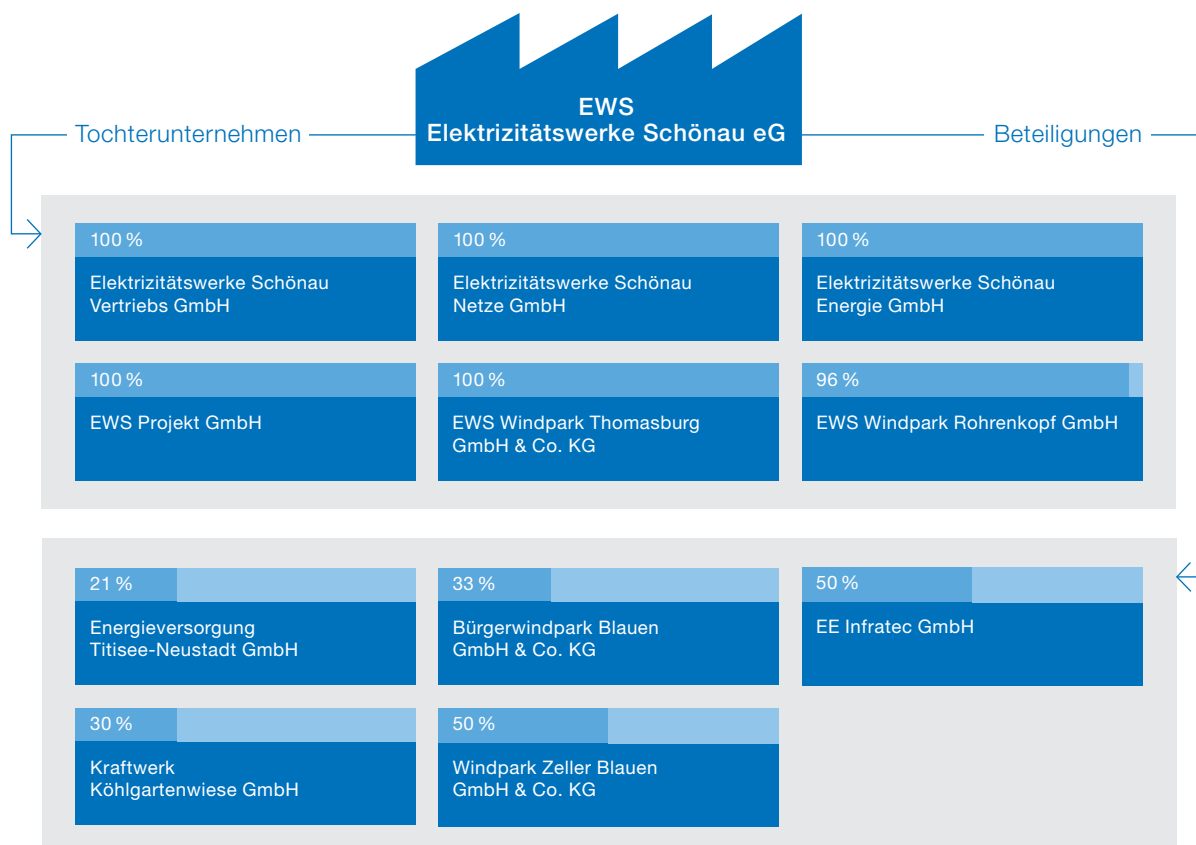 EWS
Elektrizitätswerke Schönau eG
Tochterunternehmen
Beteiligungen
100 %
Elektrizitätswerke Schönau
Vertriebs GmbH
100 %
Elektrizitätswerke Schönau
Netze GmbH
100 %
Elektrizitätswerke Schönau
Energie GmbH
100 %
EWS Projekt GmbH
100 %
EWS Windpark Thomasburg
GmbH & Co. KG
96 %
EWS Windpark Rohrenkopf GmbH
21 %
Energieversorgung
Titisee-Neustadt GmbH
33 %
Bürgerwindpark Blauen
GmbH & Co. KG
50 %
EE Infratec GmbH
30 %
Kraftwerk
Köhlgartenwiese GmbH
50 %
Windpark Zeller Blauen
GmbH & Co. KG